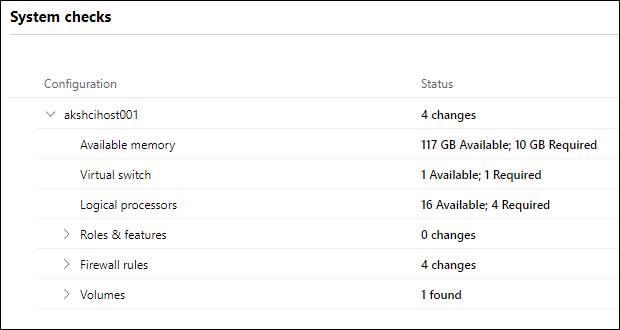 System checks
Configuration Status
akshcihost001 4 changes
Available memory 117 GB Available; 10 GB Required
Virtual switch 1 Available; 1 Required
Logical processors 16 Available; 4 Required
Roles & features 0 changes
Firewall rules 4 changes
Volumes 1 found